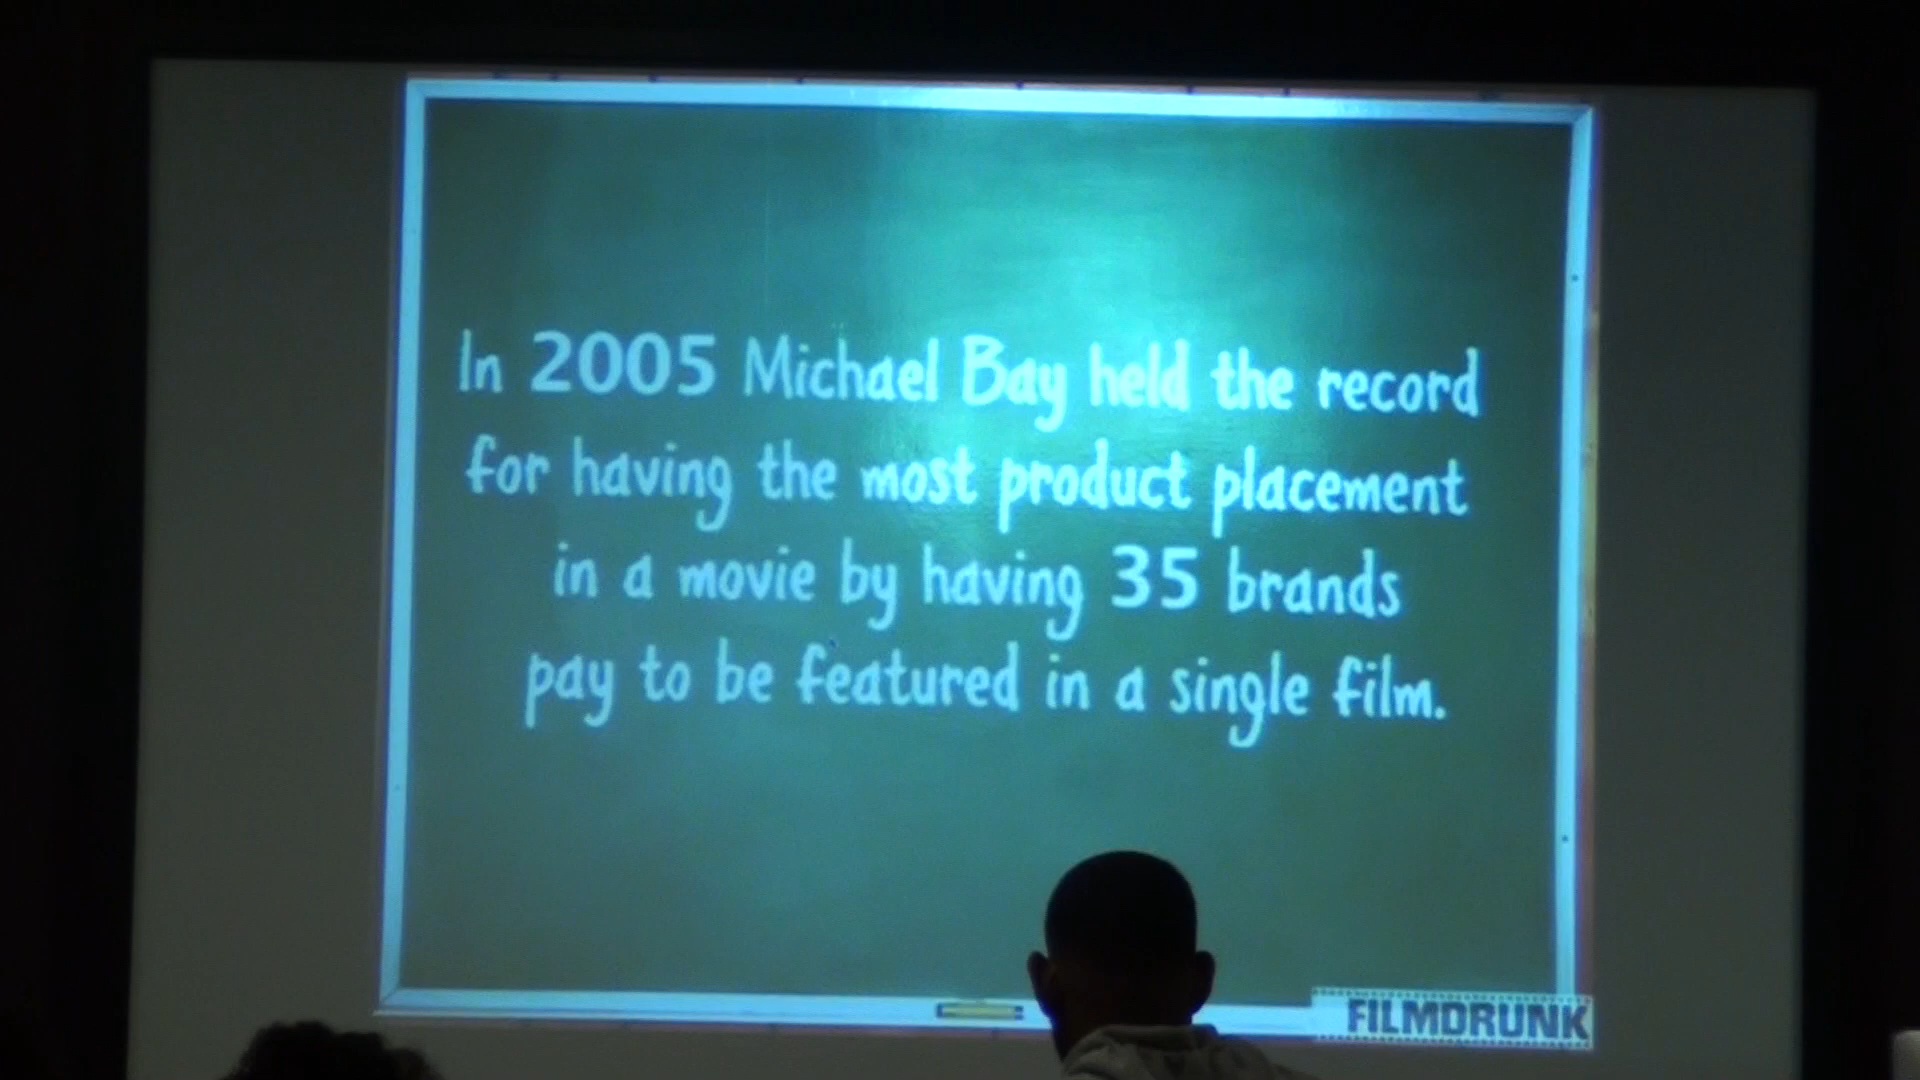 In 2005 Michael Bay held the record
for having the most product placement
in a movie by having 35 brands
pay to be featured in a single film.
FILMDRUNK